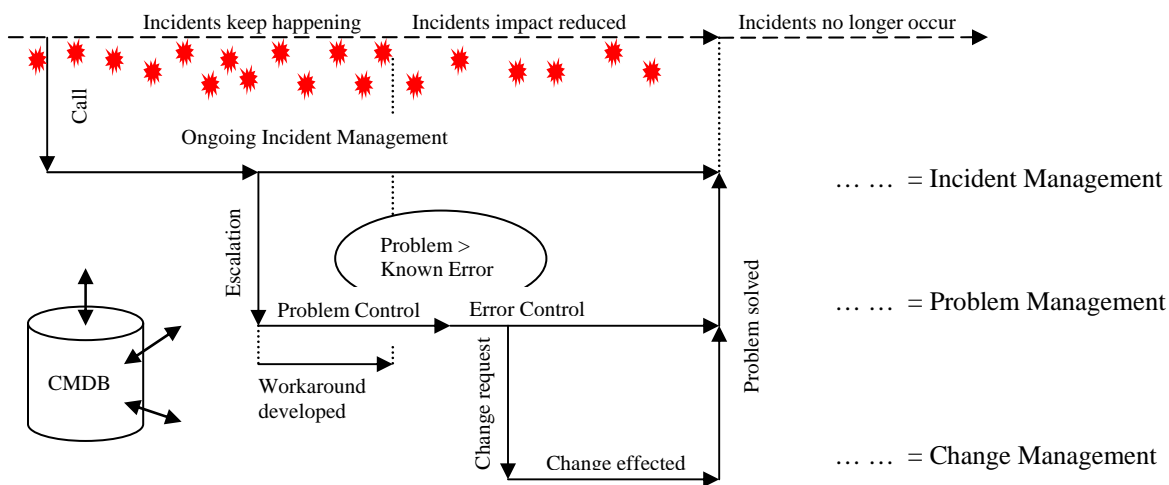 Incidents keep happening
Incidents impact reduced
Incidents no longer occur
Call
Ongoing Incident Management
… … = Incident Management
Escalation
Problem >
Known Error
Problem solved
Problem Control
Error Control
… … = Problem Management
CMDB
Workaround
developed
Change request
Change effected
… … = Change Management